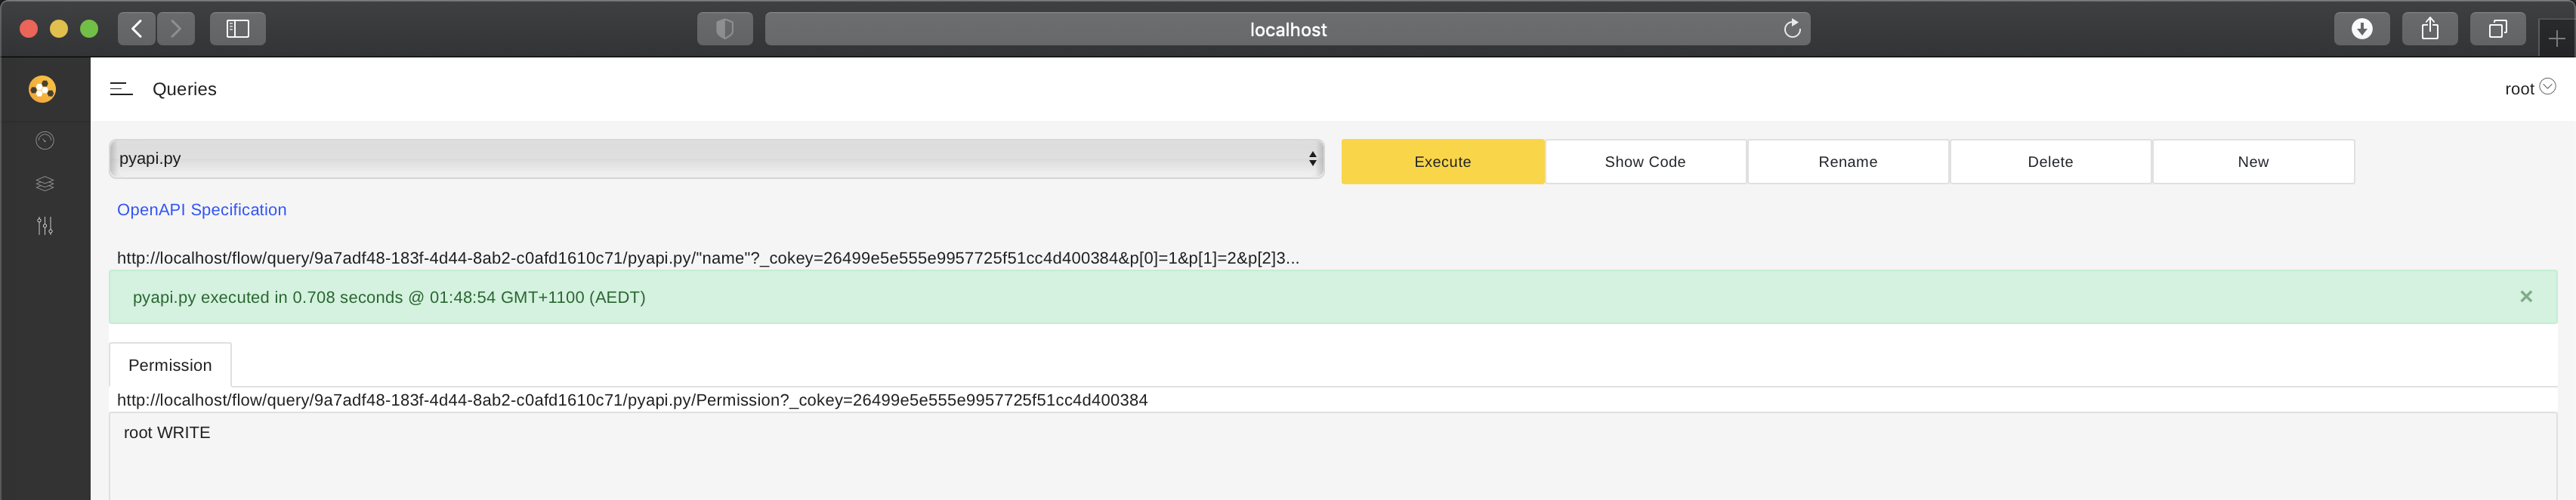 localhost
Queries
root
pyapi.py
Execute
Show Code
Rename
Delete
New
OpenAPI Specification
http://localhost/flow/query/9a7adf48-183f-4d44-8ab2-c0afd1610c71/pyapi.py/"name"?_cokey=26499e5e555e9957725f51cc4d400384&p[0]=1&p[1]=2&p[2]3...
pyapi.py executed in 0.708 seconds @ 01:48:54 GMT+1100 (AEDT)
Permission
http://localhost/flow/query/9a7adf48-183f-4d44-8ab2-c0afd1610c71/pyapi.py/Permission?_cokey=26499e5e555e9957725f51cc4d400384
root WRITE